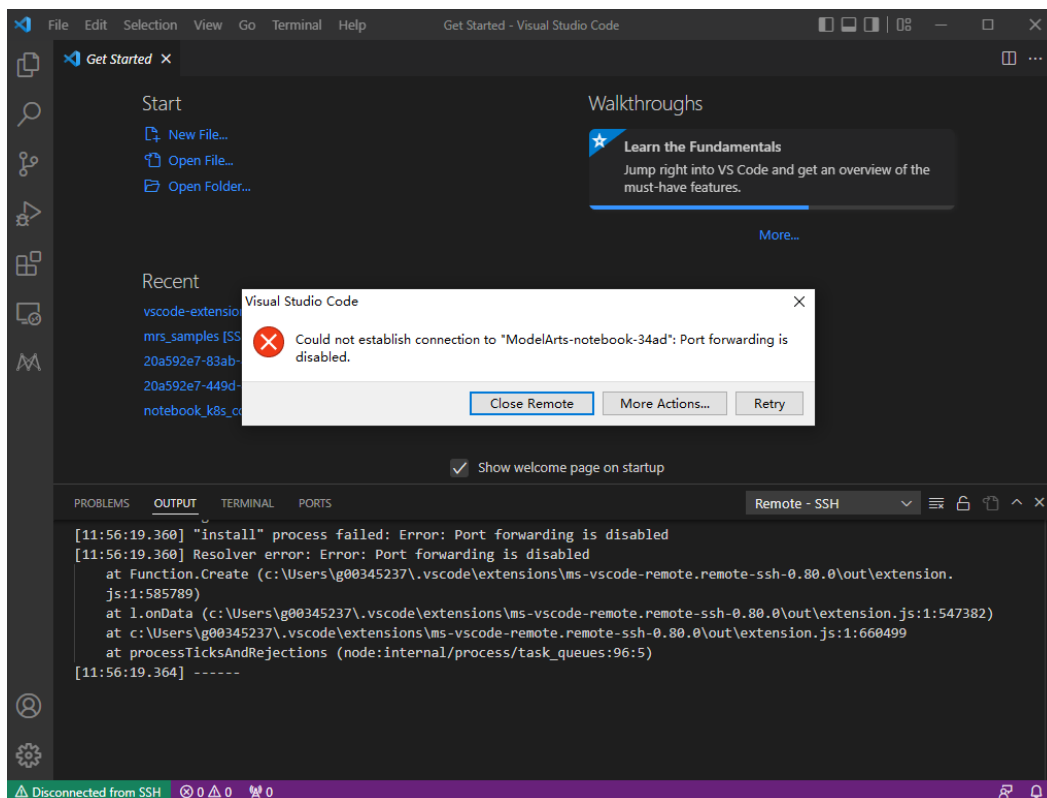 File Edit Selection View Go Terminal Help Get Started - Visual Studio Code
Get Started
Start
New File...
Open File...
Open Folder...
Walkthroughs
Learn the Fundamentals
Jump right into VS Code and get an overview of the
must-have features.
More...
Recent
vscode-extensio
mrs_samples [SS
20a592e7-83ab-
20a592e7-449d-
notebook_k8s_co
Visual Studio Code
Could not establish connection to "ModelArts-notebook-34ad": Port forwarding is
disabled.
Close Remote More Actions... Retry
Show welcome page on startup
PROBLEMS OUTPUT TERMINAL PORTS Remote - SSH
[11:56:19.360] "install" process failed: Error: Port forwarding is disabled
[11:56:19.360] Resolver error: Error: Port forwarding is disabled
at Function.Create (c:\Users\g00345237\.vscode\extensions\ms-vscode-remote.remote-ssh-0.80.0\out\extension.
js:1:585789)
at l.onData (c:\Users\g00345237\.vscode\extensions\ms-vscode-remote.remote-ssh-0.80.0\out\extension.js:1:547382)
at c:\Users\g00345237\.vscode\extensions\ms-vscode-remote.remote-ssh-0.80.0\out\extension.js:1:660499
at processTicksAndRejections (node:internal/process/task_queues:96:5)
[11:56:19.364] ------
Disconnected from SSH 0 0 0